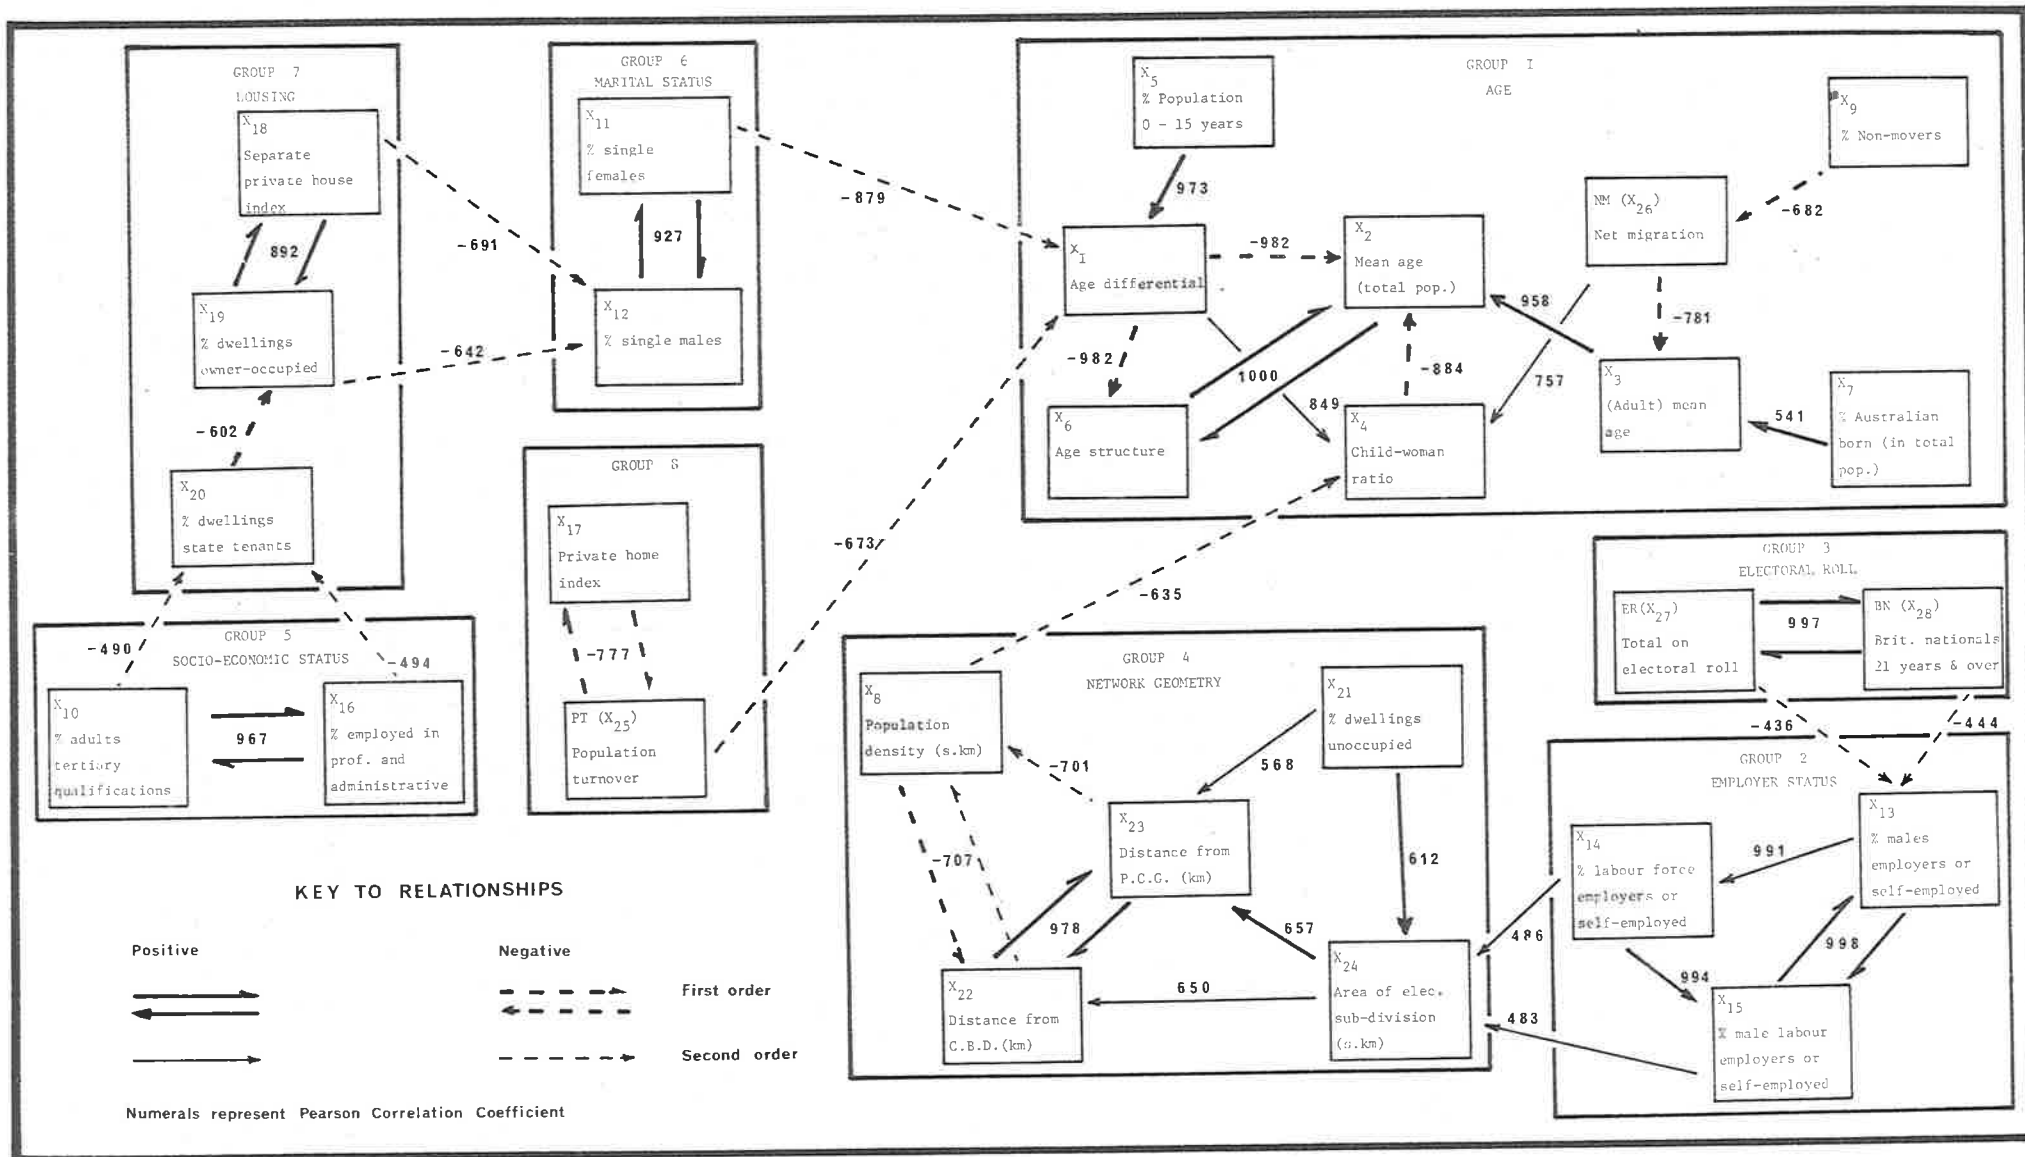 GROUP 7
LOUSING
X18
Separate
private house
index
892
X19
% dwellings
owner-occupied
-602
X20
% dwellings
state tenants
-691
-642
GROUP 6
MARITAL STATUS
X11
% single
females
927
X12
% single males
-879
GROUP 1
AGE
X5
% Population
0 - 15 years
973
X9
% Non-movers
-682
NM (X26)
Net migration
X1
Age differential
-982
X2
Mean age
(total pop.)
958
-781
-982
1000
-884
757
849
X3
(Adult) mean
age
541
X7
% Australian
born (in total
pop.)
X6
Age structure
X4
Child-woman
ratio
GROUP 5
SOCIO-ECONOMIC STATUS
-490
-494
X10
% adults
tertiary
qualifications
967
X16
% employed in
prof. and
administrative
GROUP 8
X17
Private home
index
-777
PT (X25)
Population
turnover
-673
-635
GROUP 3
ELECTORAL ROLL
ER(X27)
Total on
electoral roll
997
BN (X28)
Brit. nationals
21 years & over
-436
-444
GROUP 4
NETWORK GEOMETRY
X8
Population
density (s.km)
X21
% dwellings
unoccupied
-701
568
X23
Distance from
P.C.G. (km)
-707
612
978
657
X22
Distance from
C.B.D.(km)
650
X24
Area of elec.
sub-division
(s.km)
486
483
GROUP 2
EMPLOYER STATUS
X14
% labour force
employers or
self-employed
991
X13
% males
employers or
self-employed
994
998
X15
% male labour
employers or
self-employed
KEY TO RELATIONSHIPS
Positive
Negative
First order
Second order
Numerals represent Pearson Correlation Coefficient